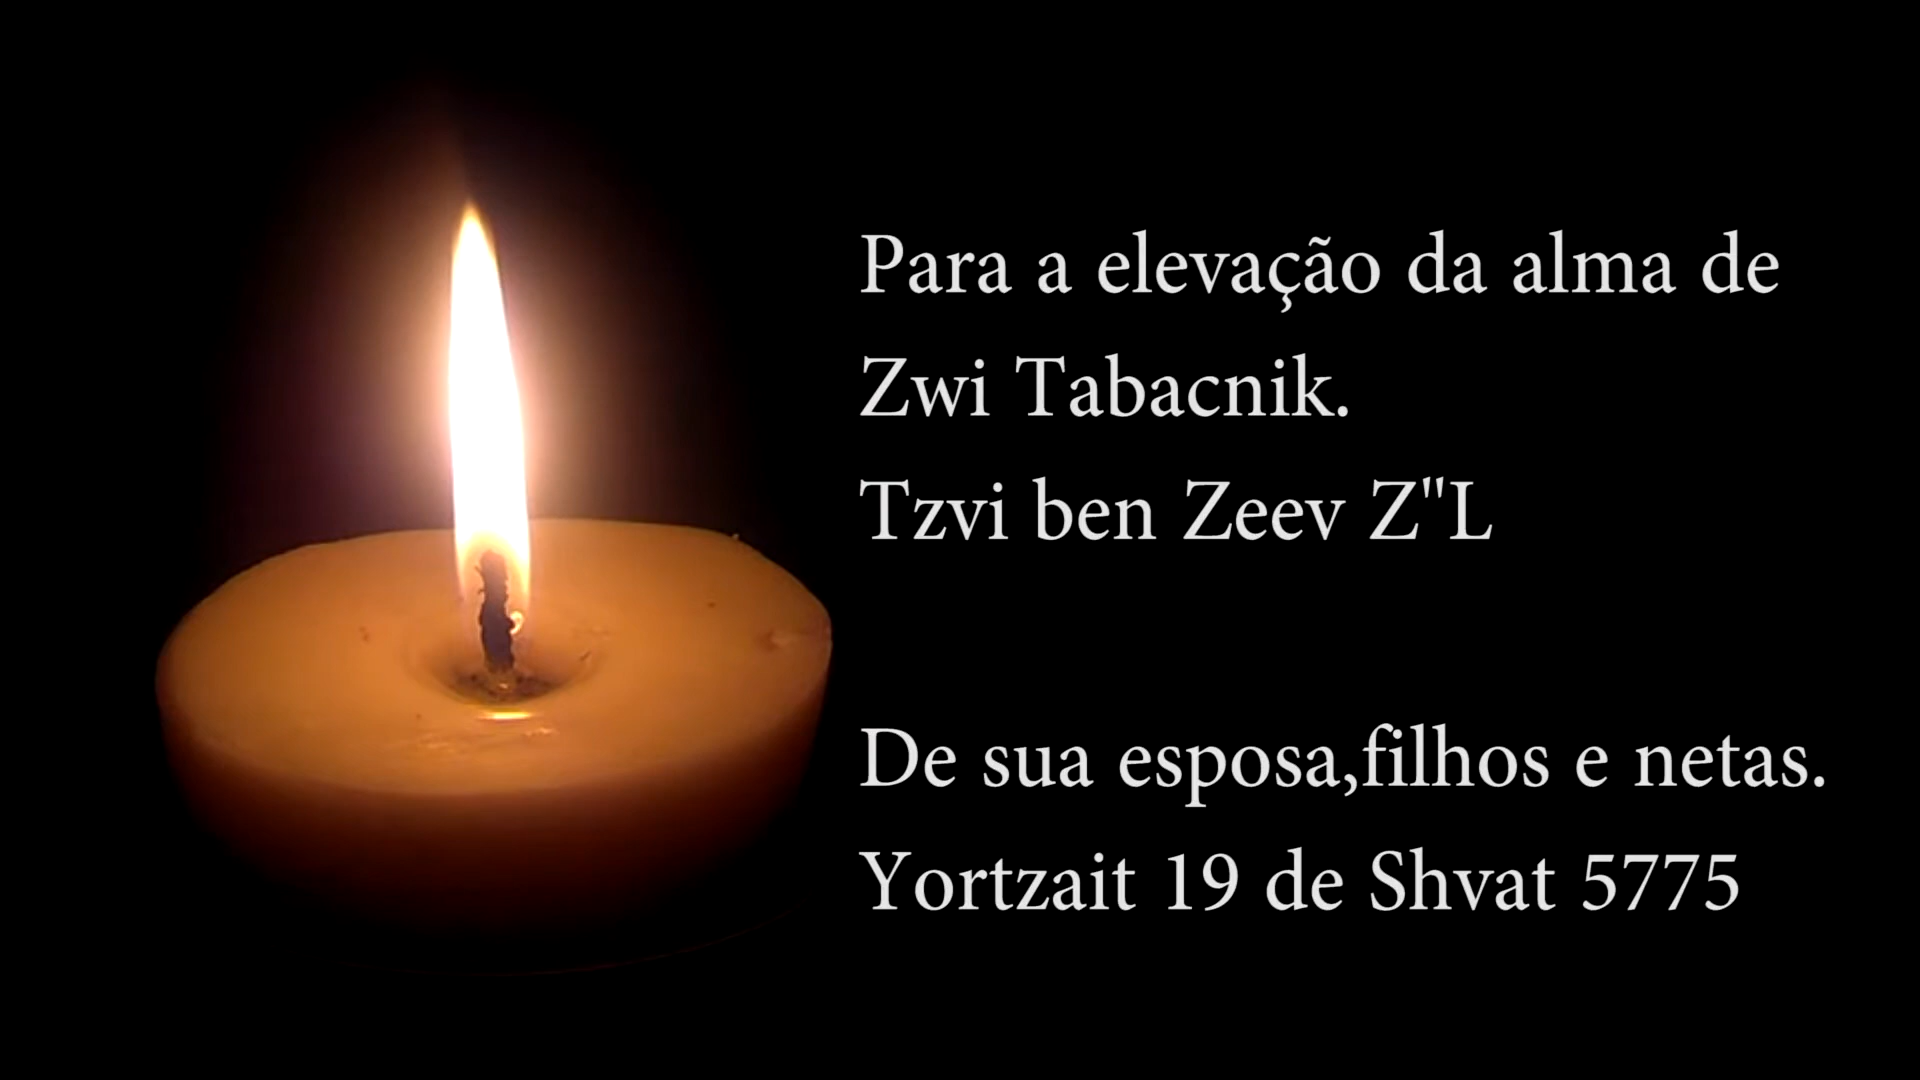 Para a elevação da alma de
Zwi Tabacnik.
Tzvi ben Zeev Z"L
De sua esposa,filhos e netas.
Yortzait 19 de Shvat 5775